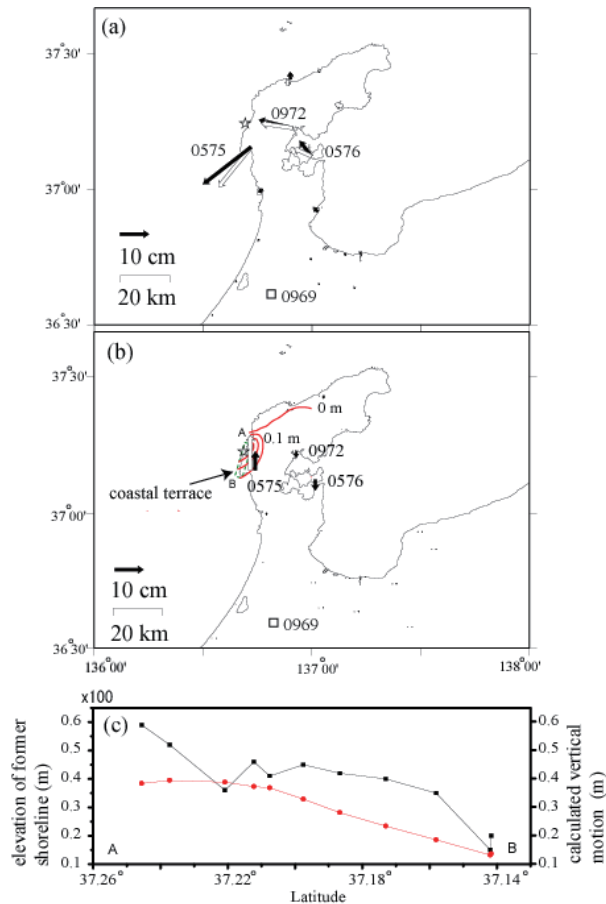 (a)
37°30'
0972
0575
0576
37°00'
10 cm
20 km
0969
36°30'
(b)
37°30'
A
0 m
0.1 m
0972
B
0575
0576
coastal terrace
37°00'
10 cm
20 km
0969
36°30'
136°00' 137°00' 138°00'
x100
(c)
0.6 0.6
0.5 0.5
0.4 0.4
0.3 0.3
0.2 0.2
0.1 0.1
elevation of former
shoreline (m)
calculated vertical
motion (m)
A B
37.26 37.22 37.18 37.14
Latitude